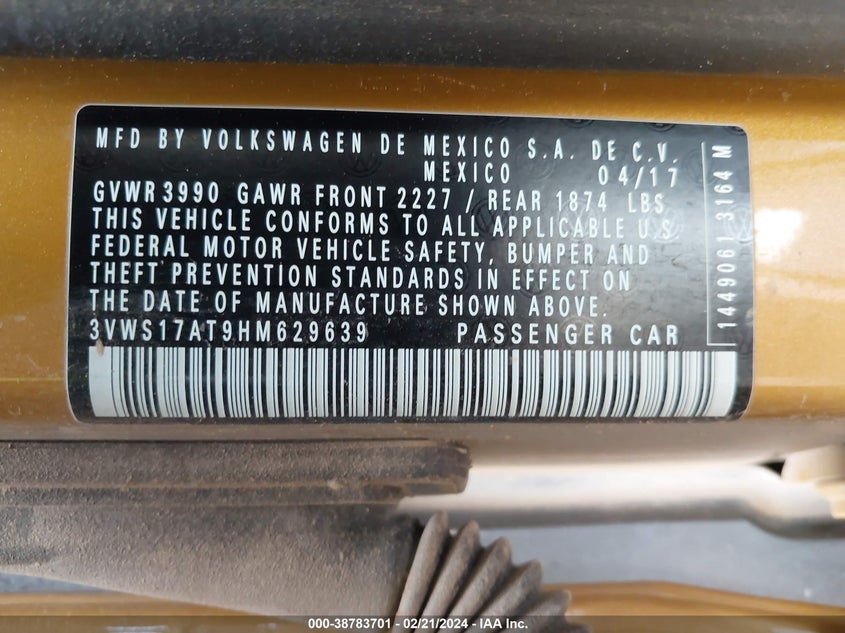 MFD BY VOLKSWAGEN DE MEXICO S.A. DE C.V.
MEXICO 04/17
GVWR 3990 GAWR FRONT 2227 / REAR 1874 LBS
THIS VEHICLE CONFORMS TO ALL APPLICABLE U.S
FEDERAL MOTOR VEHICLE SAFETY, BUMPER AND
THEFT PREVENTION STANDARDS IN EFFECT ON
THE DATE OF MANUFACTURE SHOWN ABOVE.
3VWS17AT9HM629639 PASSENGER CAR
1449061 3164 M
000-38783701 - 02/21/2024 - IAA Inc.